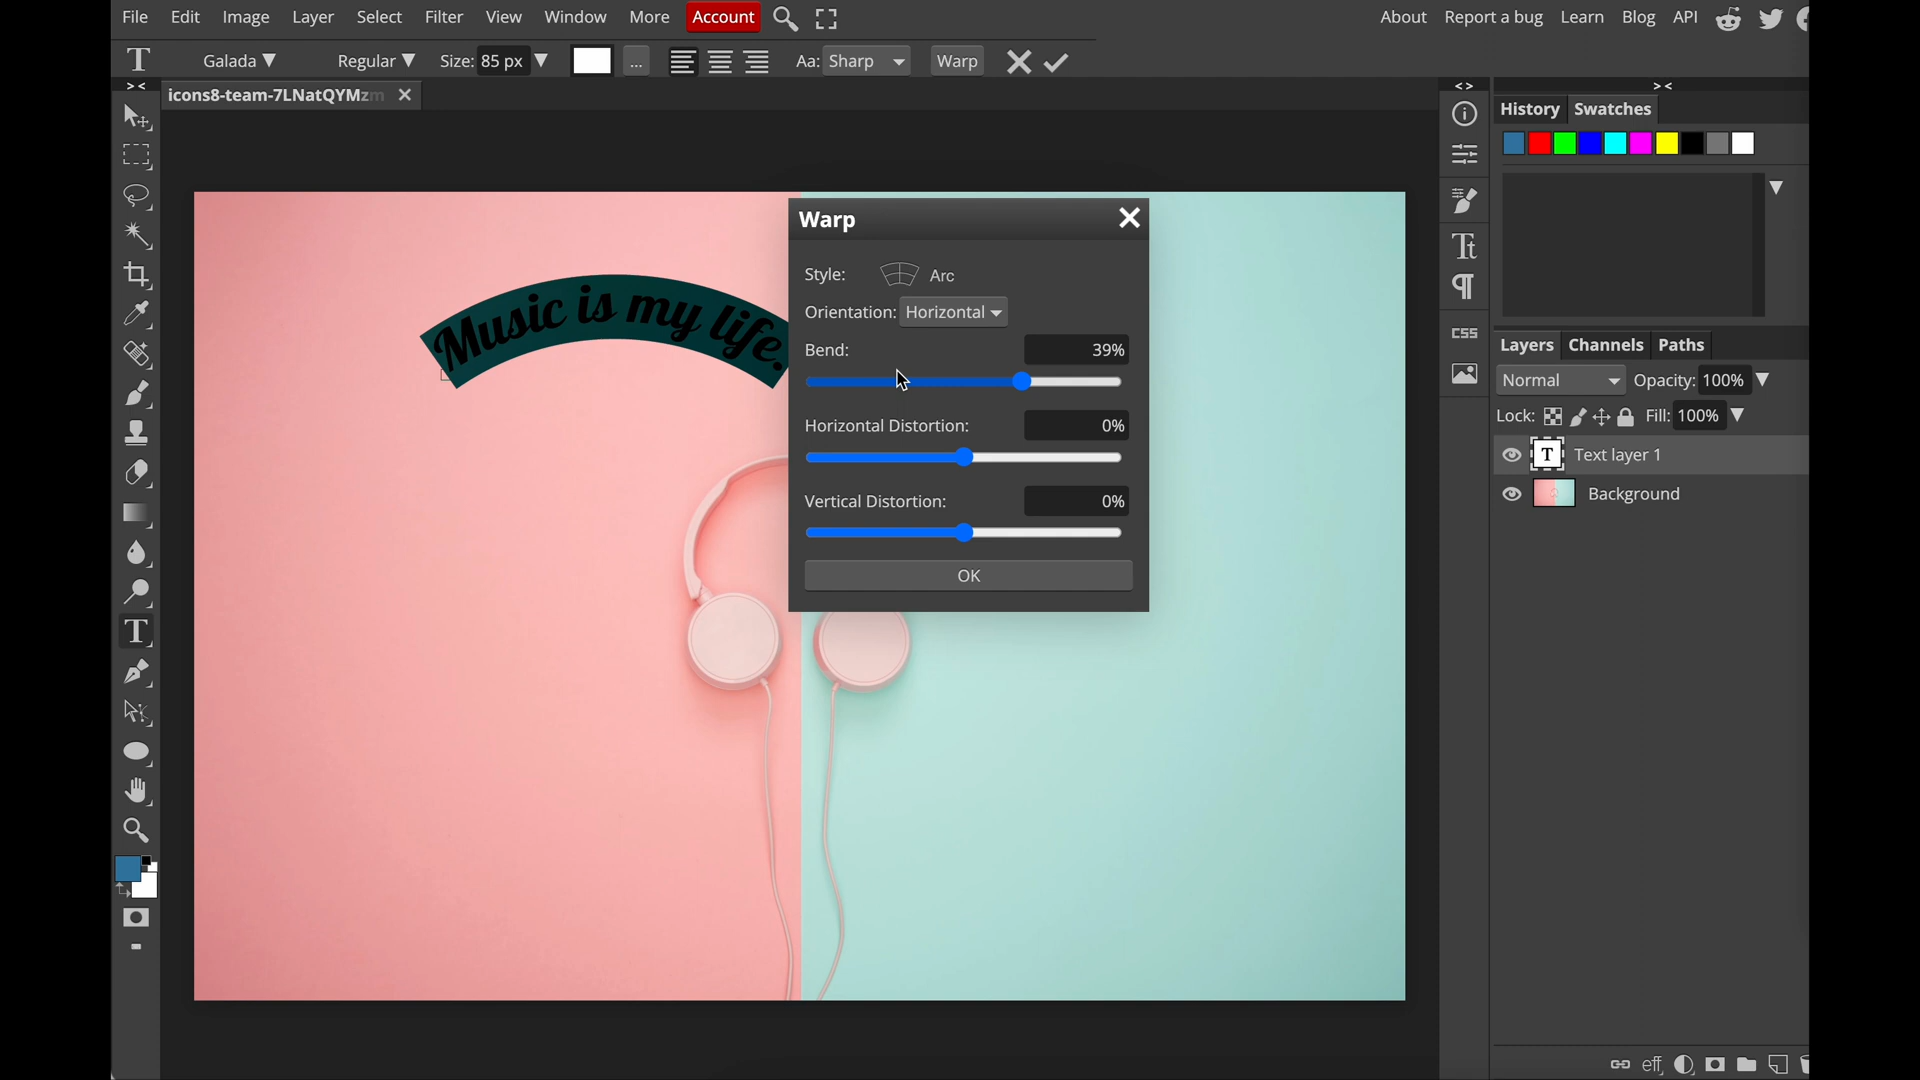 File Edit Image Layer Select Filter View Window More Account About Report a bug Learn Blog API
T Galada ▼ Regular ▼ Size: 85 px ▼ ... Aa: Sharp Warp
> < < > > <
icons8-team-7LNatQYMzm
History Swatches
Music is my life.
Warp
Style: Arc
Orientation: Horizontal
Bend: 39%
Horizontal Distortion: 0%
Vertical Distortion: 0%
OK
Tt
¶
CSS
Layers Channels Paths
Normal Opacity: 100% ▼
Lock: Fill: 100% ▼
T Text layer 1
Background
T
eff